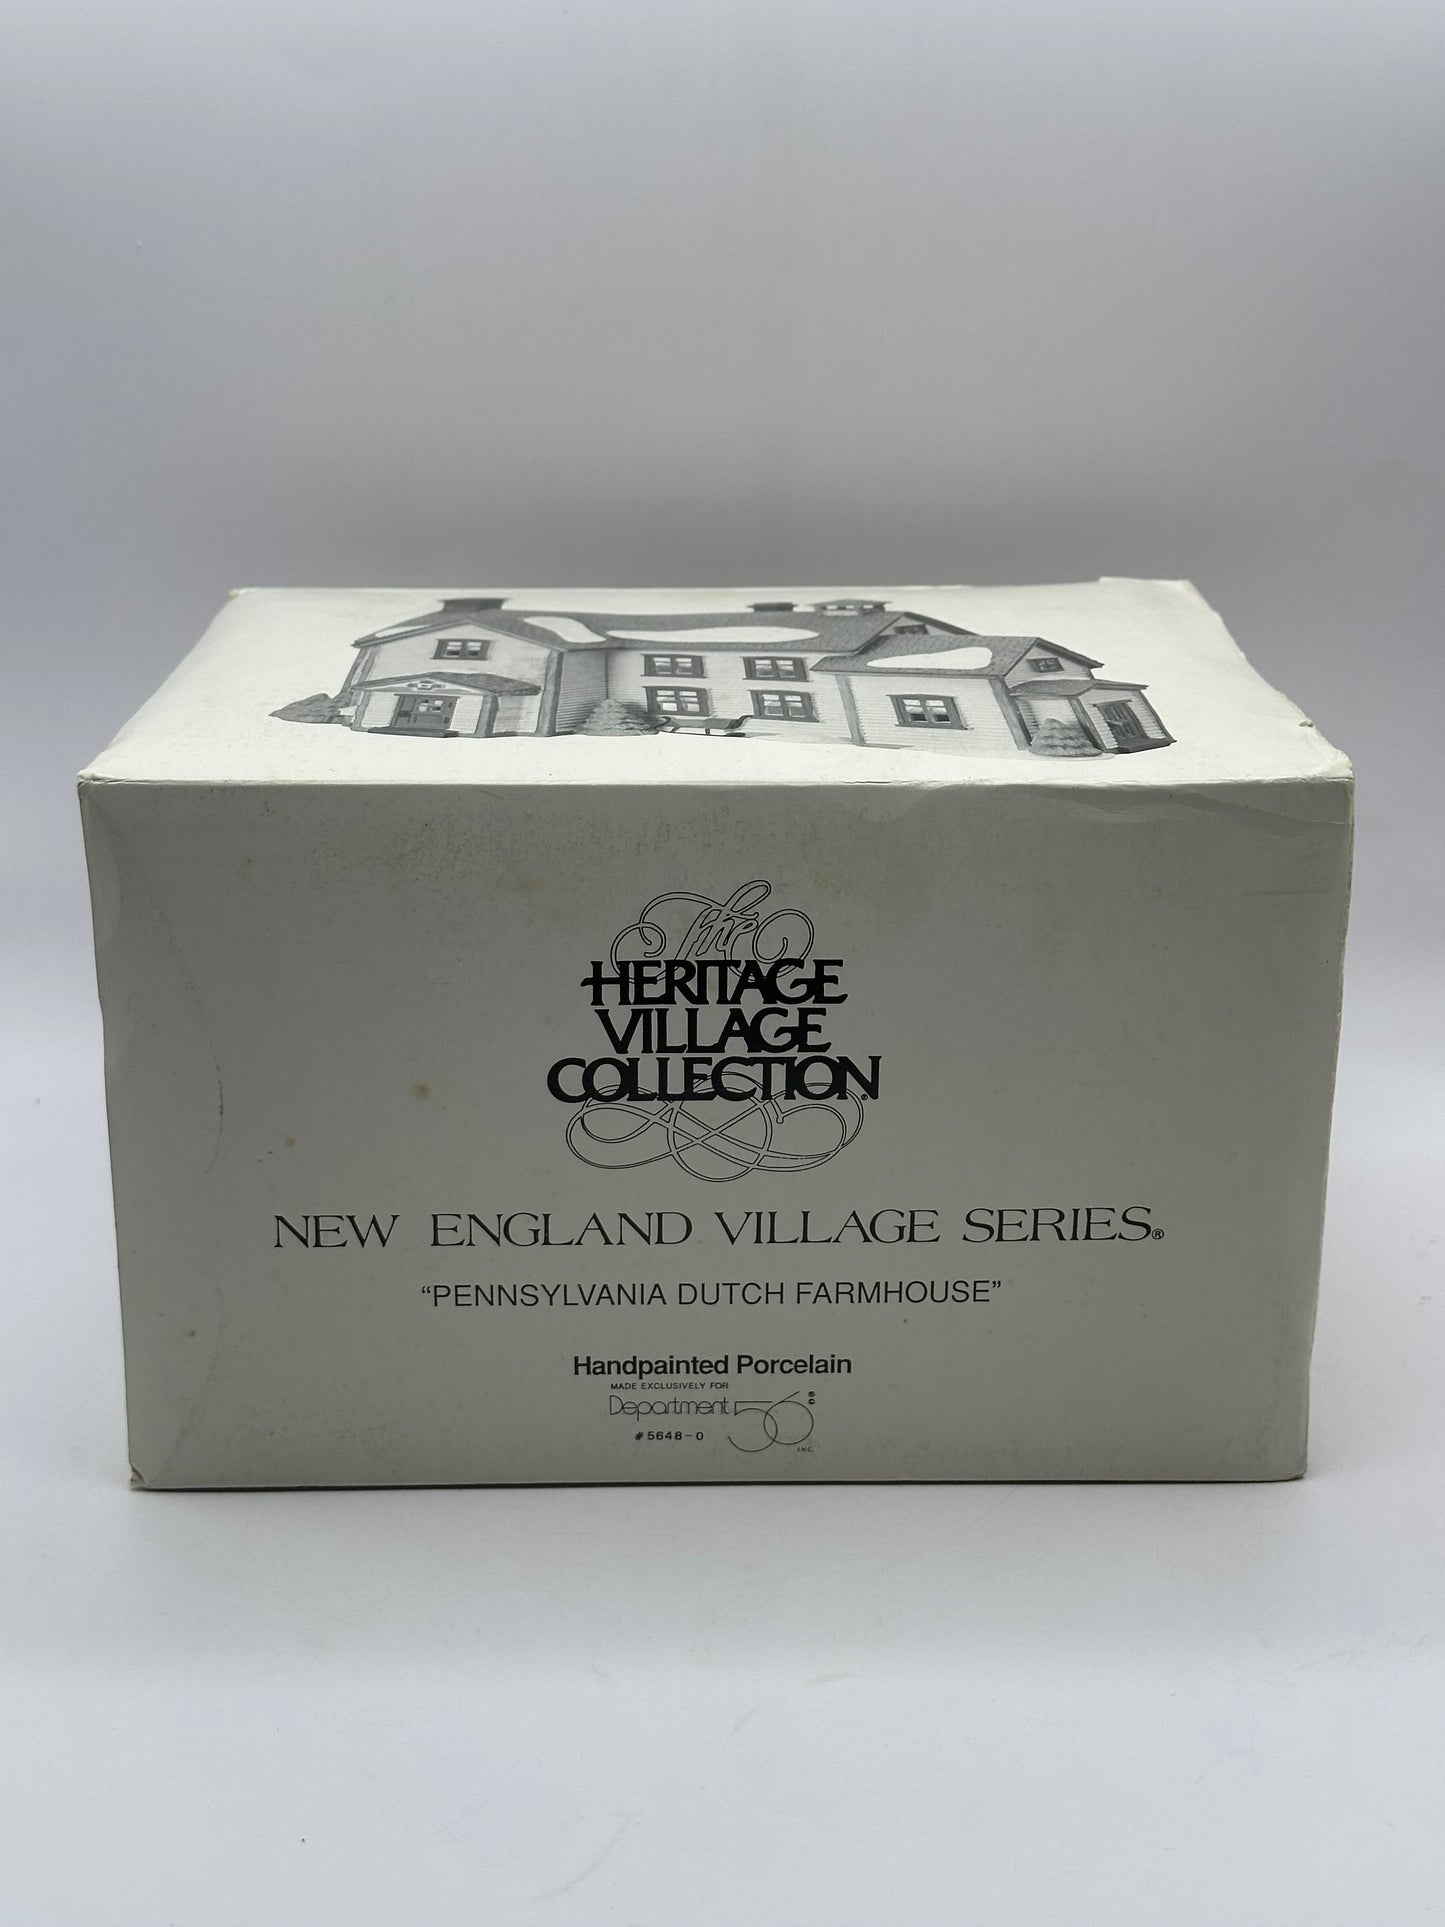 The
HERITAGE
VILLAGE
COLLECTION®
NEW ENGLAND VILLAGE SERIES®
“PENNSYLVANIA DUTCH FARMHOUSE”
Handpainted Porcelain
MADE EXCLUSIVELY FOR
Department 56® INC.
#5648-0